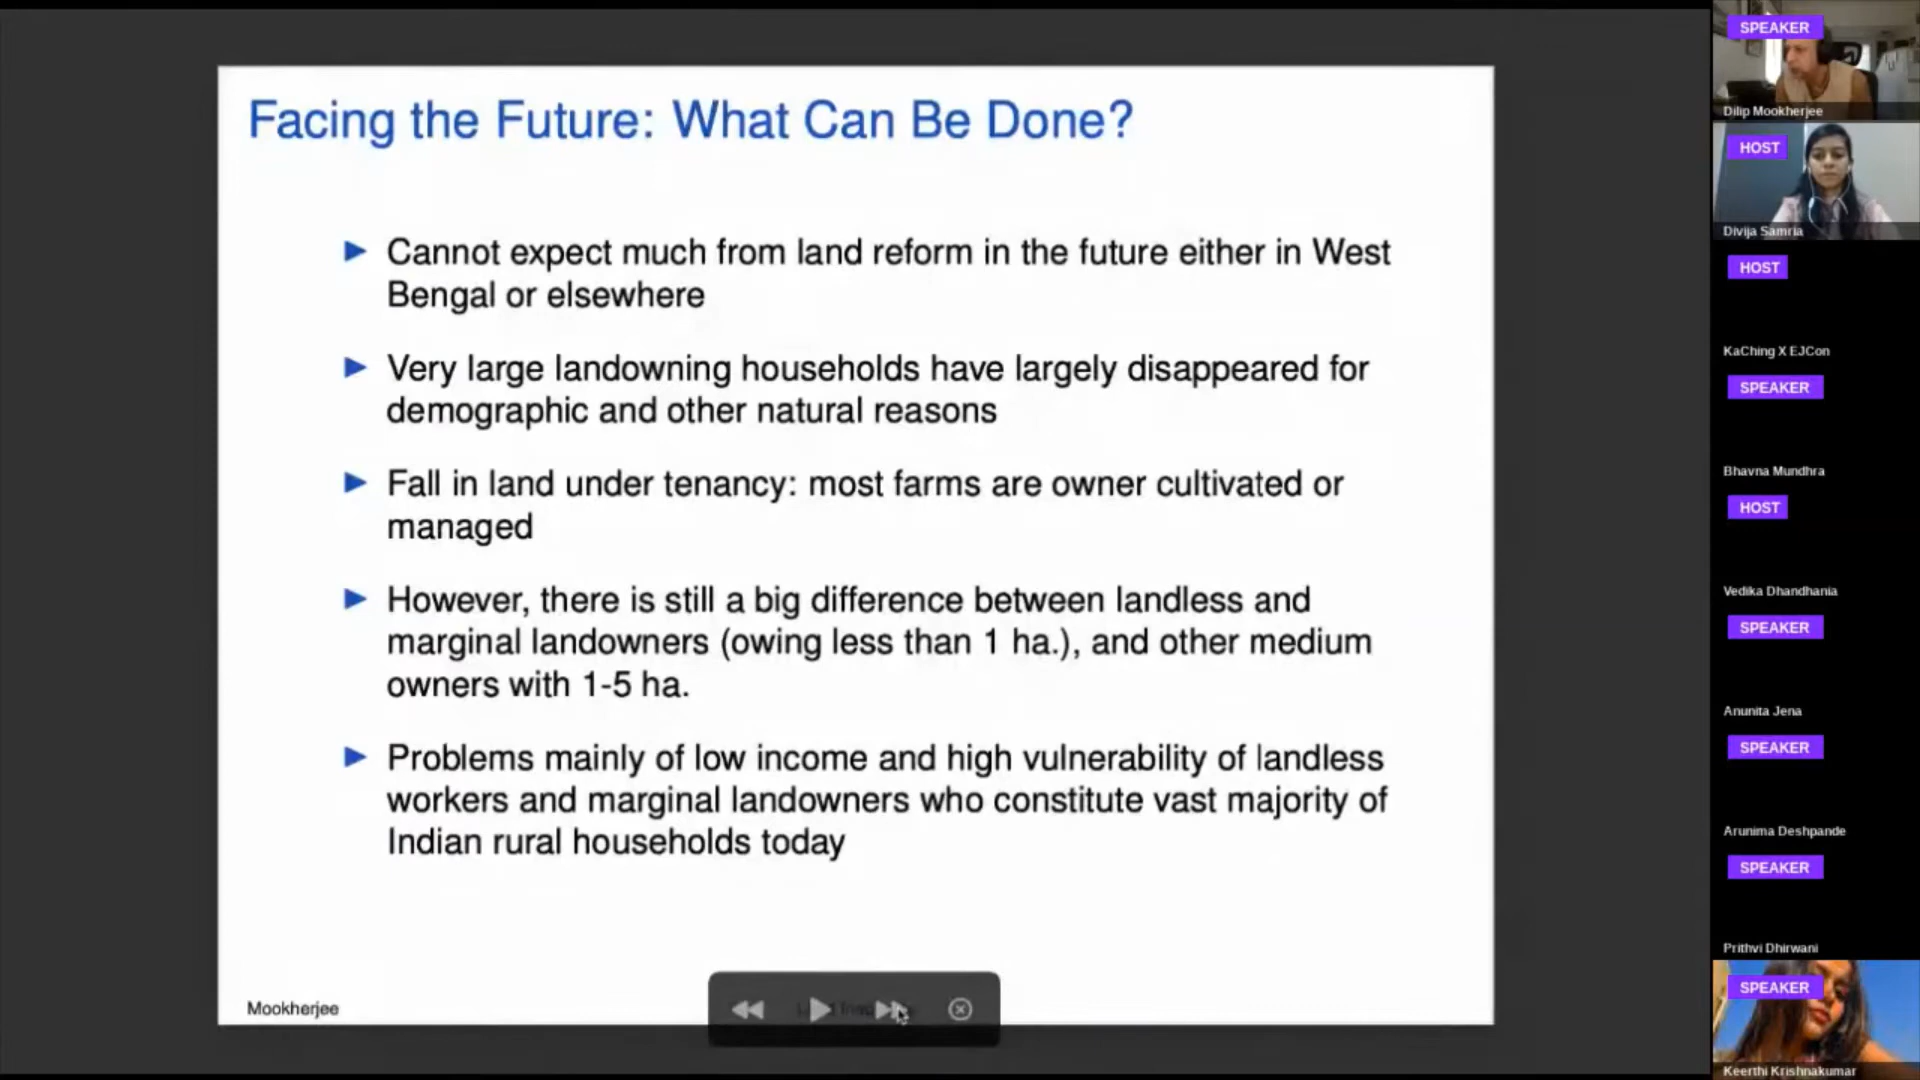 Facing the Future: What Can Be Done?
Cannot expect much from land reform in the future either in West
Bengal or elsewhere
Very large landowning households have largely disappeared for
demographic and other natural reasons
Fall in land under tenancy: most farms are owner cultivated or
managed
However, there is still a big difference between landless and
marginal landowners (owing less than 1 ha.), and other medium
owners with 1-5 ha.
Problems mainly of low income and high vulnerability of landless
workers and marginal landowners who constitute vast majority of
Indian rural households today
Mookherjee
SPEAKER
Dilip Mookherjee
HOST
Divija Samria
HOST
KaChing X EJCon
SPEAKER
Bhavna Mundhra
HOST
Vedika Dhandhania
SPEAKER
Anunita Jena
SPEAKER
Arunima Deshpande
SPEAKER
Prithvi Dhirwani
SPEAKER
Keerthi Krishnakumar